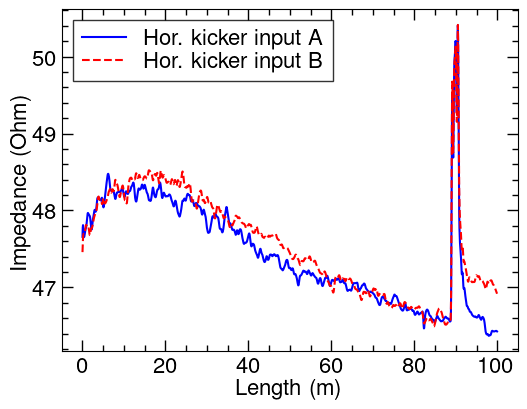 Hor. kicker input A
Hor. kicker input B
50
49
48
47
Impedance (Ohm)
0 20 40 60 80 100
Length (m)